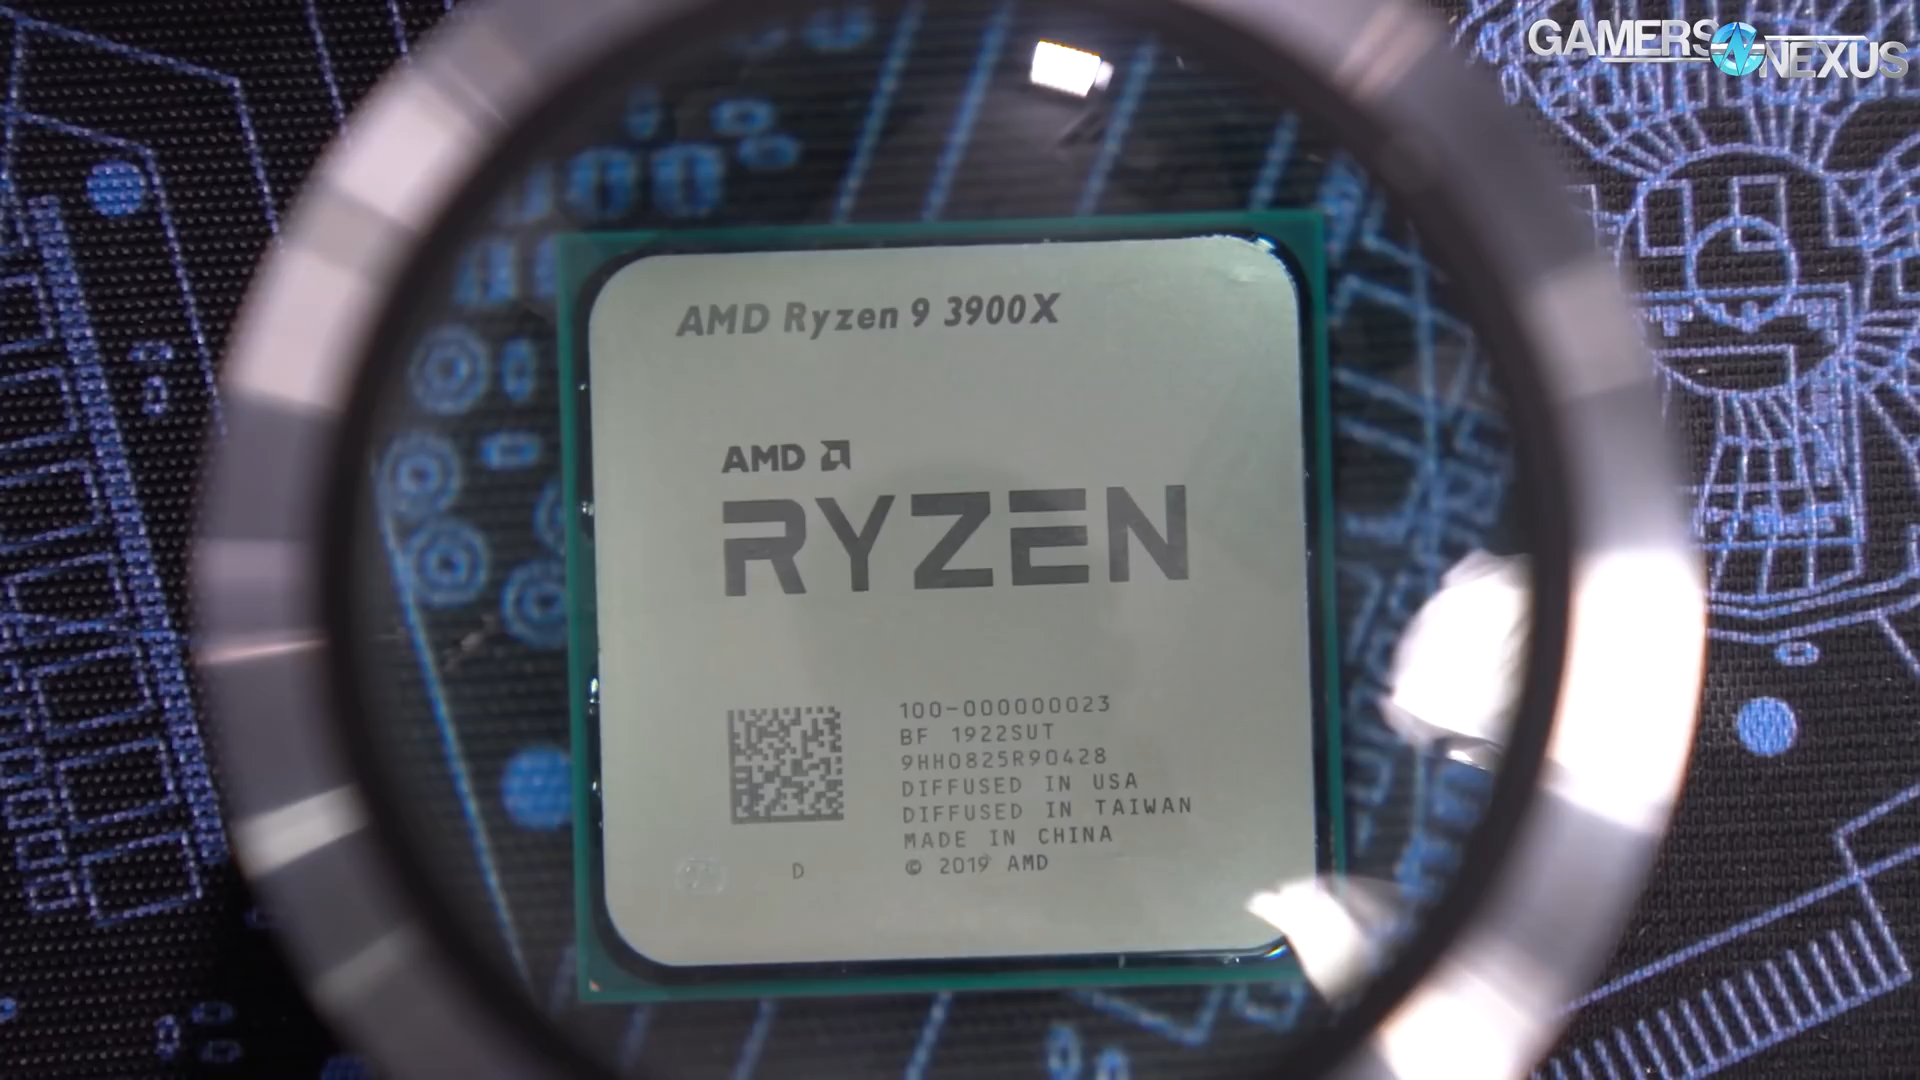 GAMERS NEXUS
AMD Ryzen 9 3900X
AMD
RYZEN
100-000000023
BF 1922SUT
9HH0825R90428
DIFFUSED IN USA
DIFFUSED IN TAIWAN
MADE IN CHINA
© 2019 AMD
D